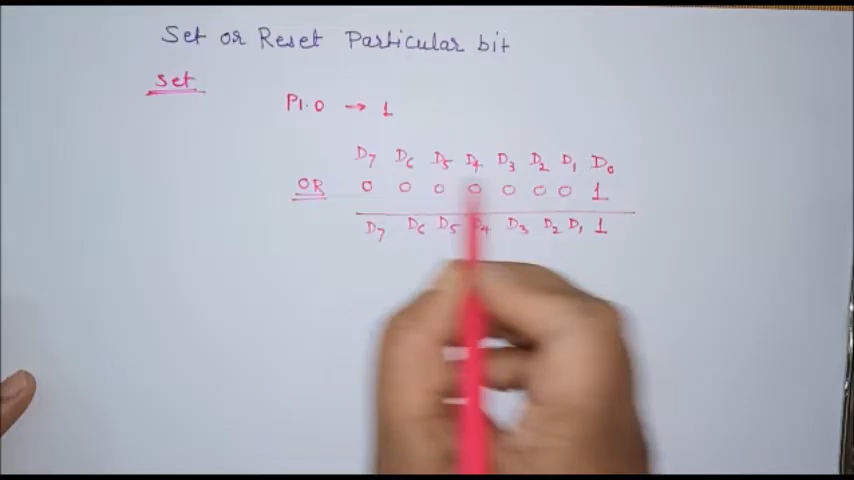 Set or Reset Particular bit
Set
P1.0 → 1
D7 D6 D5 D4 D3 D2 D1 D0
OR 0 0 0 0 0 0 0 1
D7 D6 D5 D4 D3 D2 D1 1